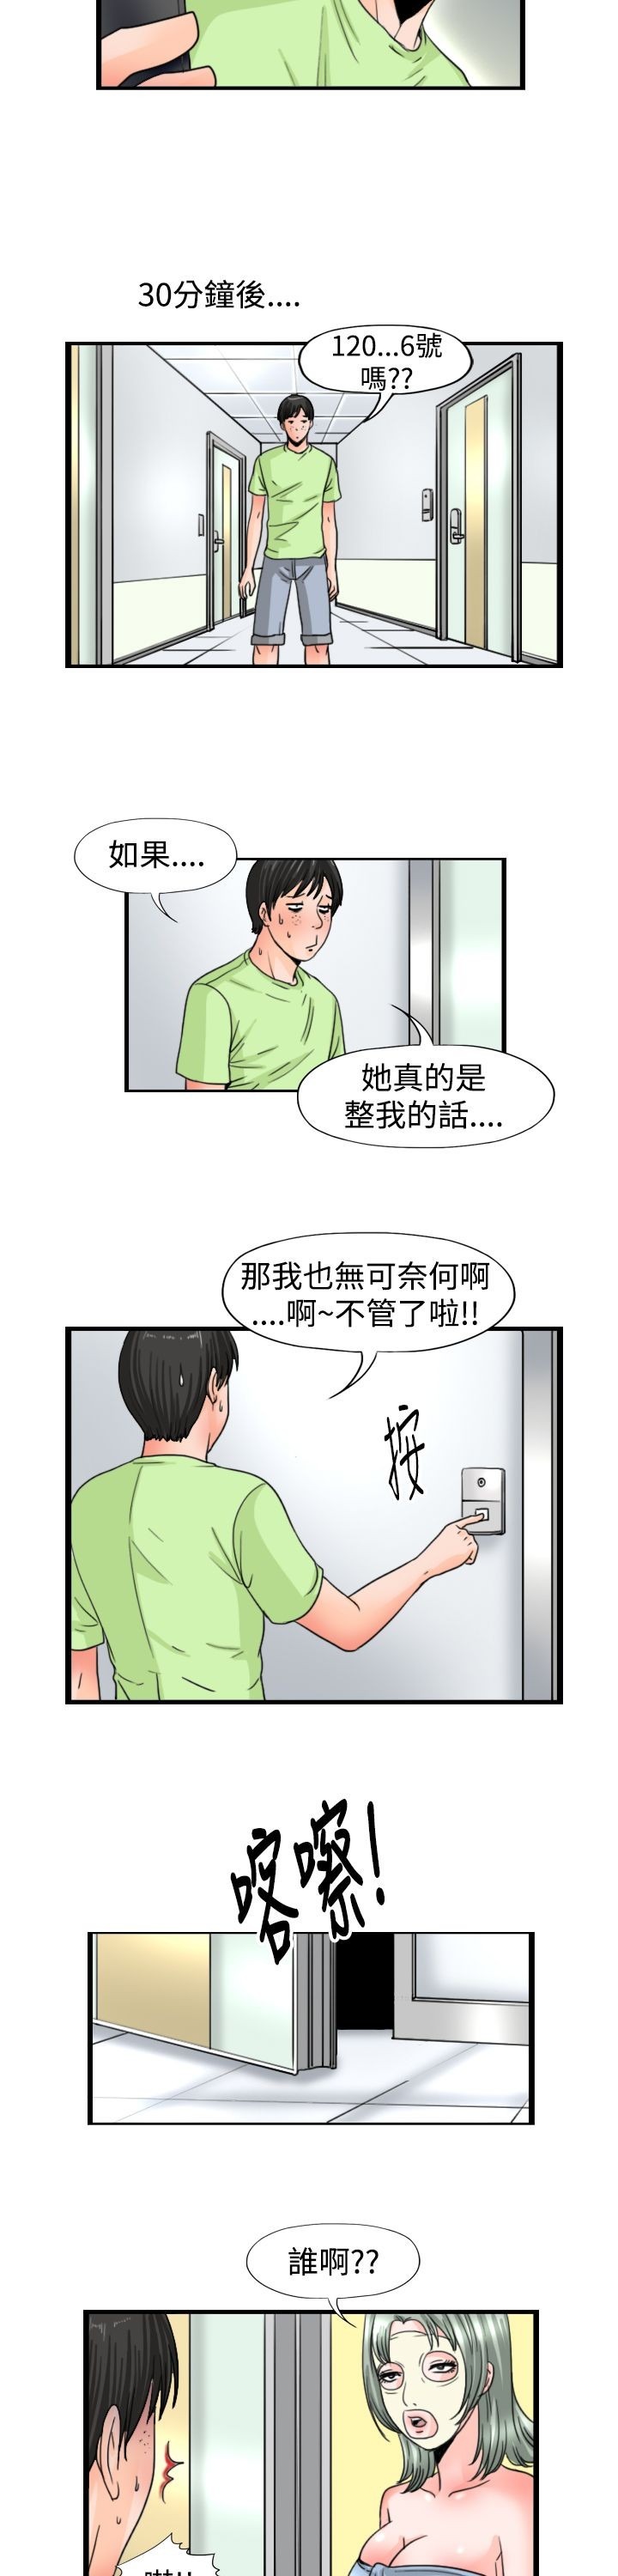 30分鐘後....
120...6號
嗎??
如果....
她真的是
整我的話....
那我也無可奈何啊
....啊~不管了啦!!
按
喀嚓!
誰啊??